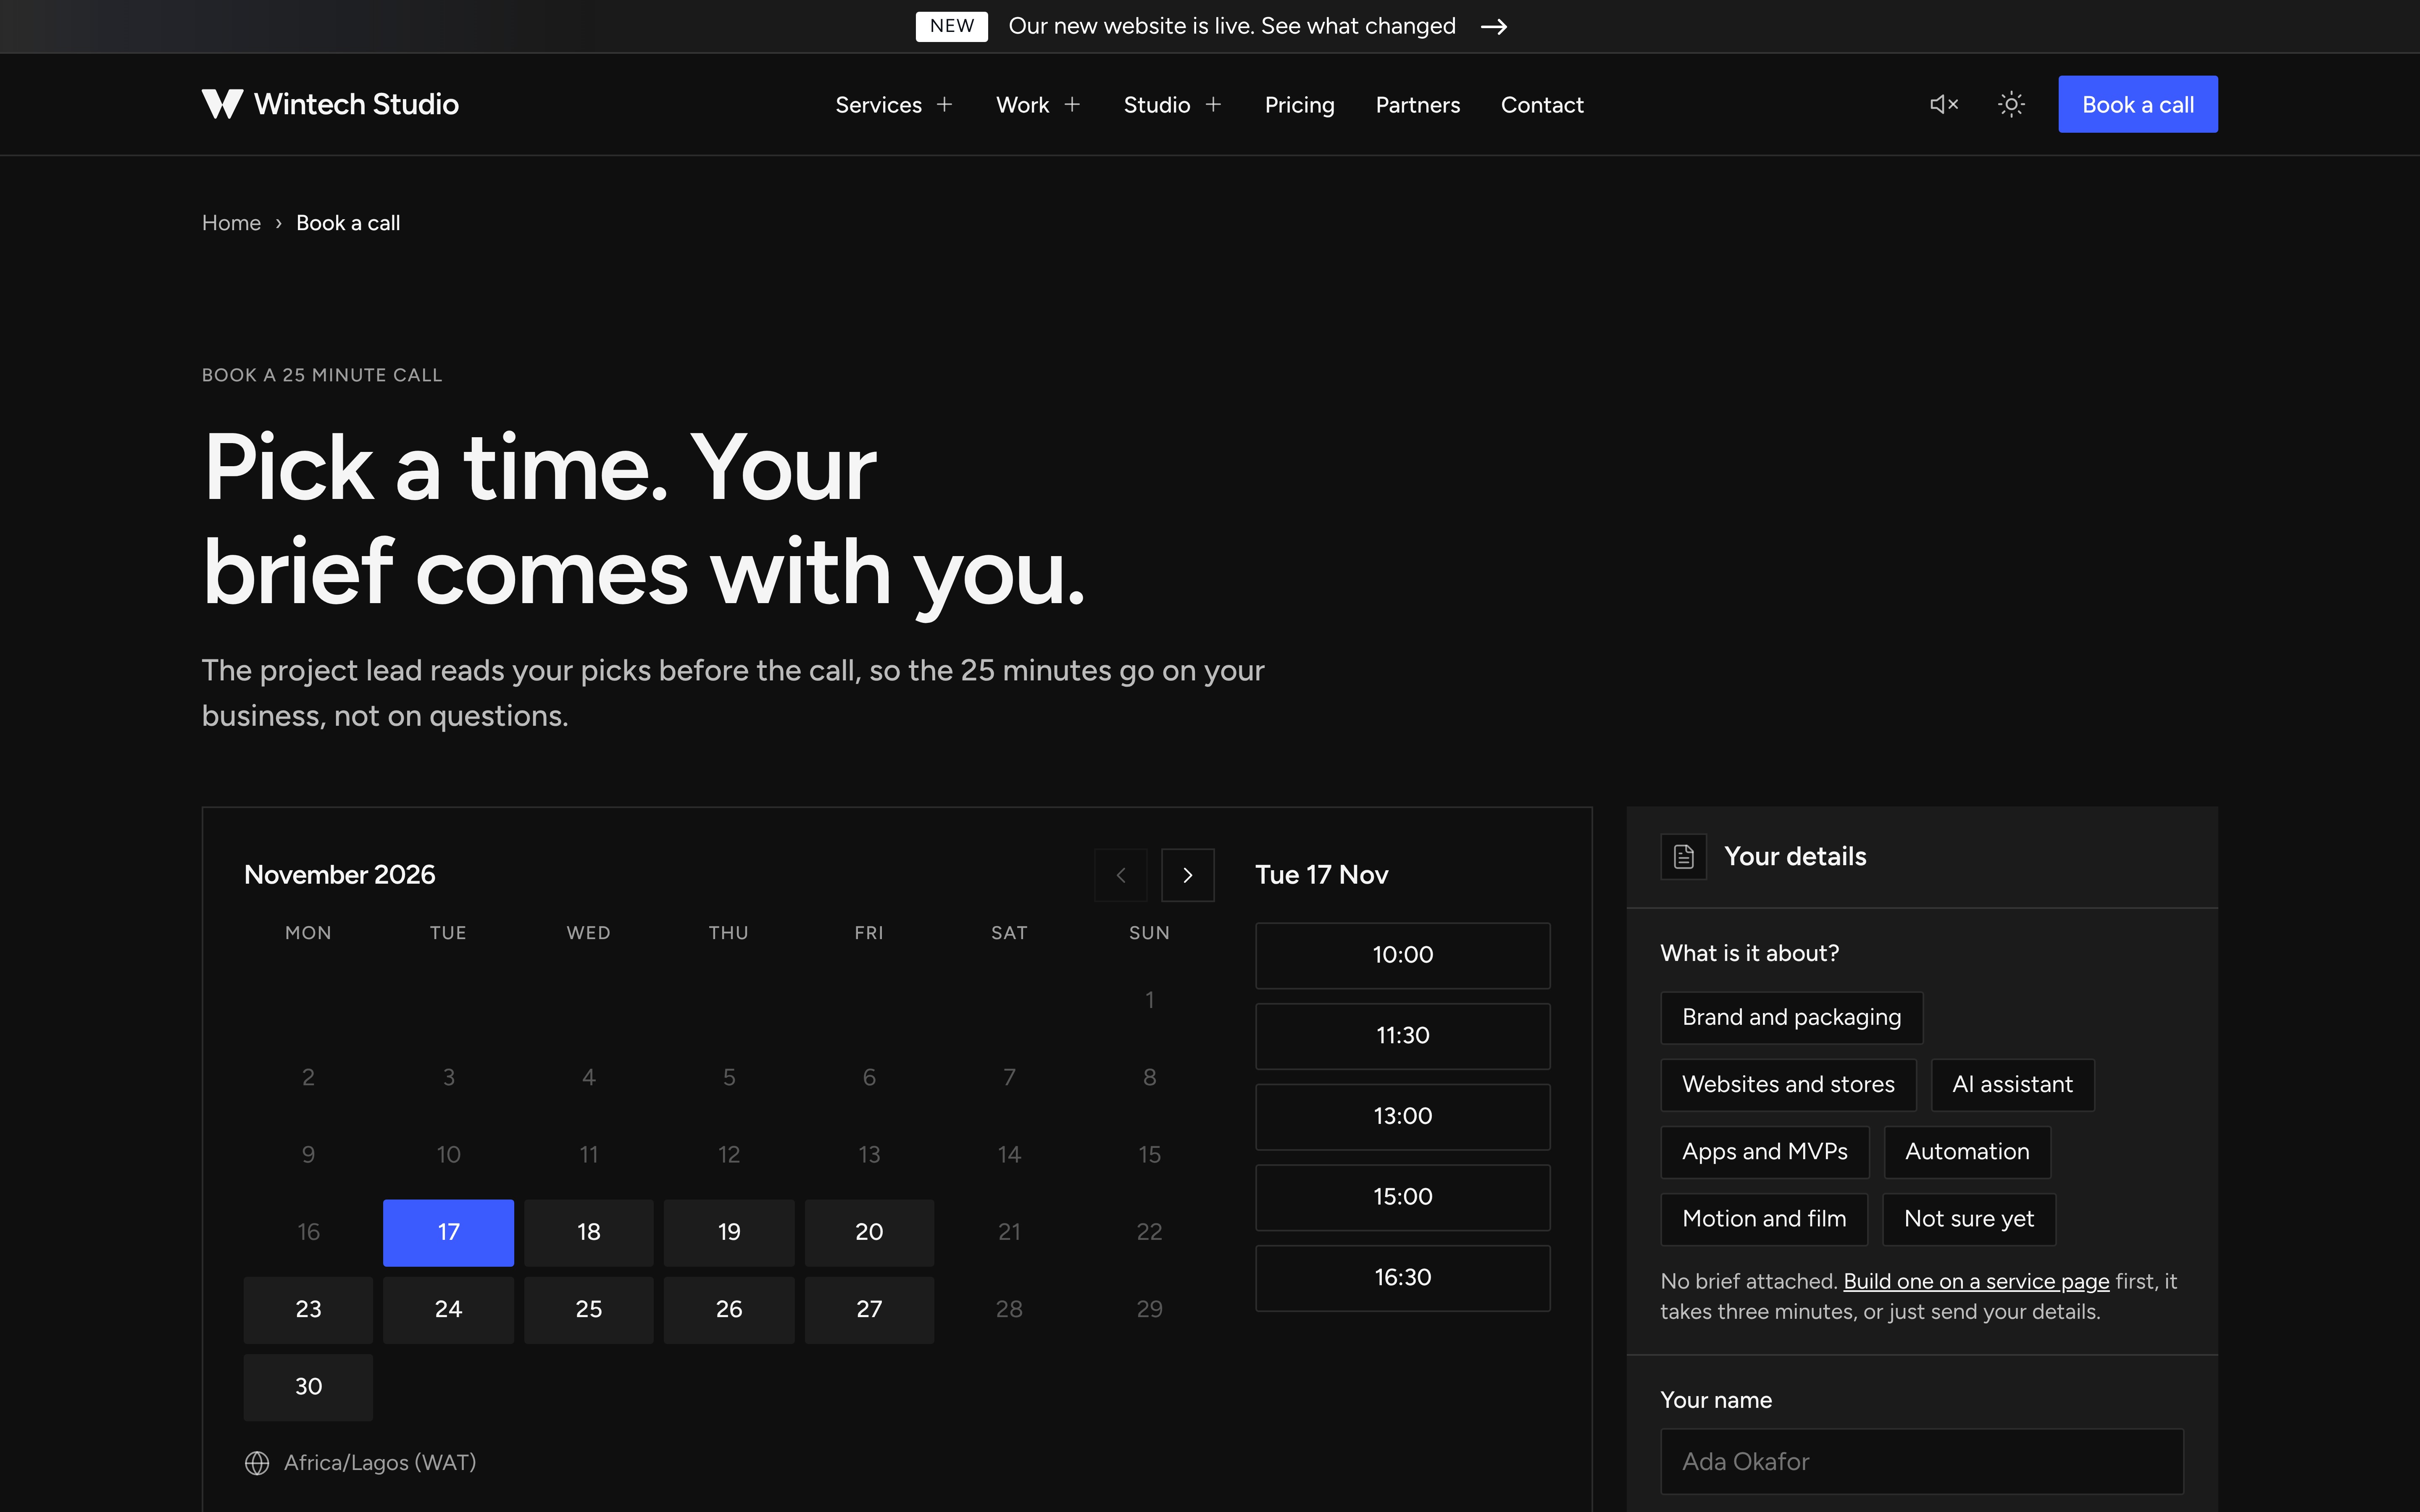 NEW Our new website is live. See what changed →
Wintech Studio
Services + Work + Studio + Pricing Partners Contact
Book a call
Home › Book a call
BOOK A 25 MINUTE CALL
Pick a time. Your
brief comes with you.
The project lead reads your picks before the call, so the 25 minutes go on your
business, not on questions.
November 2026
MON TUE WED THU FRI SAT SUN
1
2 3 4 5 6 7 8
9 10 11 12 13 14 15
16 17 18 19 20 21 22
23 24 25 26 27 28 29
30
Africa/Lagos (WAT)
Tue 17 Nov
10:00
11:30
13:00
15:00
16:30
Your details
What is it about?
Brand and packaging
Websites and stores AI assistant
Apps and MVPs Automation
Motion and film Not sure yet
No brief attached. Build one on a service page first, it
takes three minutes, or just send your details.
Your name
Ada Okafor